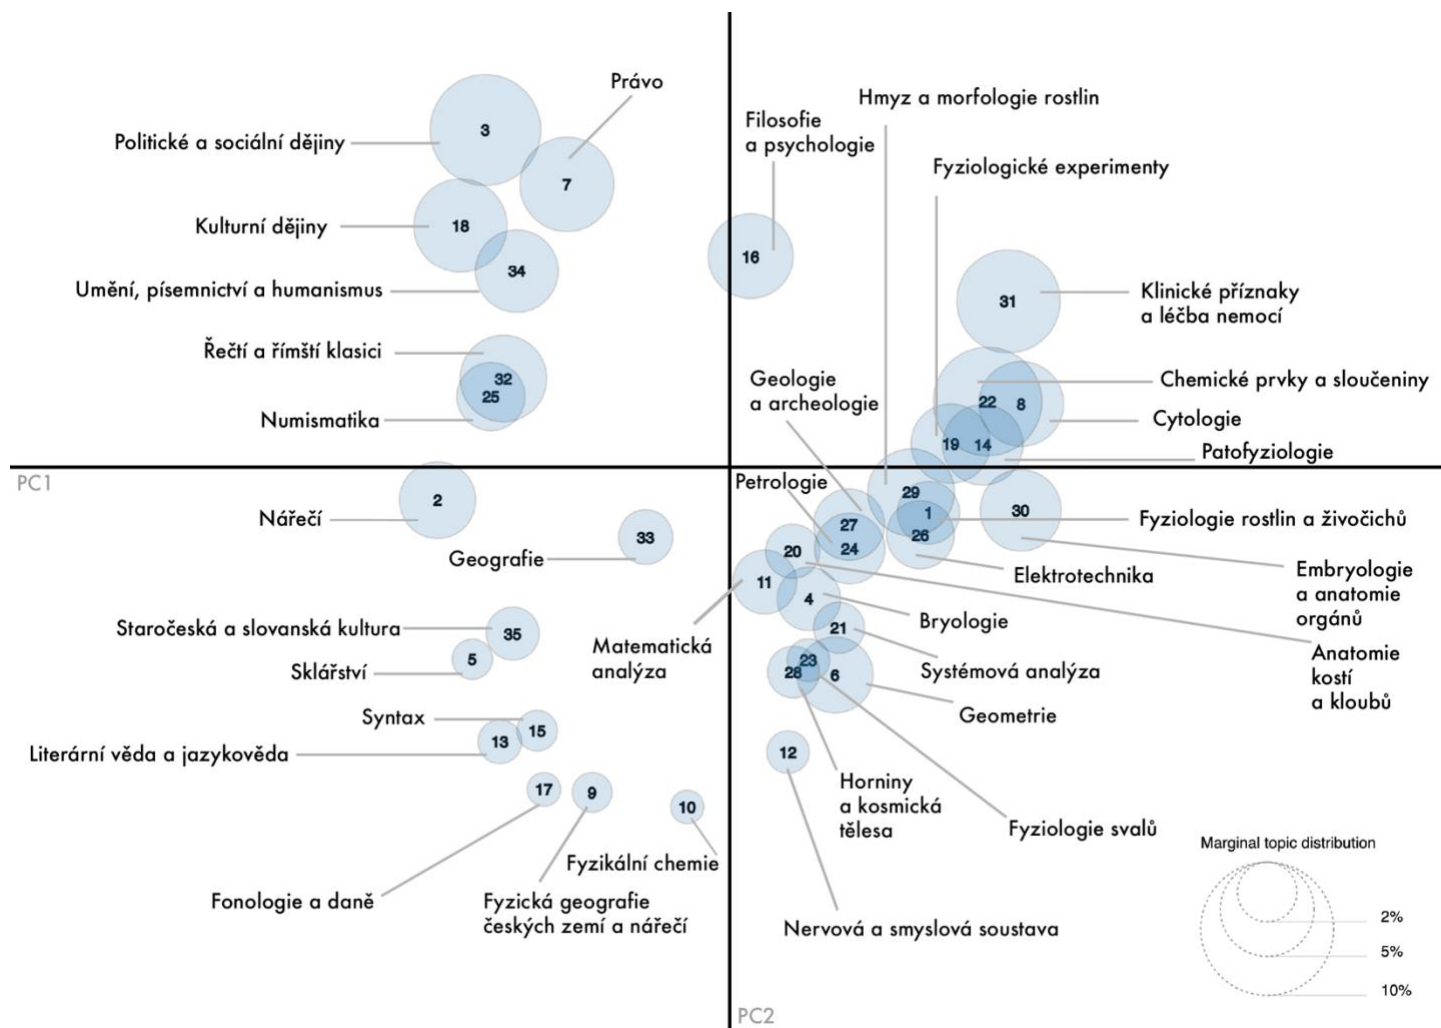 Právo
Hmyz a morfologie rostlin
Filosofie
a psychologie
3
Politické a sociální dějiny
Fyziologické experimenty
7
Kulturní dějiny
18
16
34
Umění, písemnictví a humanismus
31
Klinické příznaky
a léčba nemocí
Řečtí a římští klasici
32
25
Numismatika
Geologie
a archeologie
22
8
Chemické prvky a sloučeniny
Cytologie
19
14
Patofyziologie
PC1
Petrologie
2
Nářečí
33
Geografie
29
1
26
30
Fyziologie rostlin a živočichů
27
24
20
11
4
Elektrotechnika
Embryologie
a anatomie
orgánů
Bryologie
21
Staročeská a slovanská kultura
35
5
Sklářství
Matematická
analýza
23
28
6
Systémová analýza
Anatomie
kostí
a kloubů
Geometrie
Syntax
15
13
Literární věda a jazykověda
12
17
9
10
Horniny
a kosmická
tělesa
Fyziologie svalů
Fyzikální chemie
Fonologie a daně
Fyzická geografie
českých zemí a nářečí
Nervová a smyslová soustava
Marginal topic distribution
2%
5%
10%
PC2